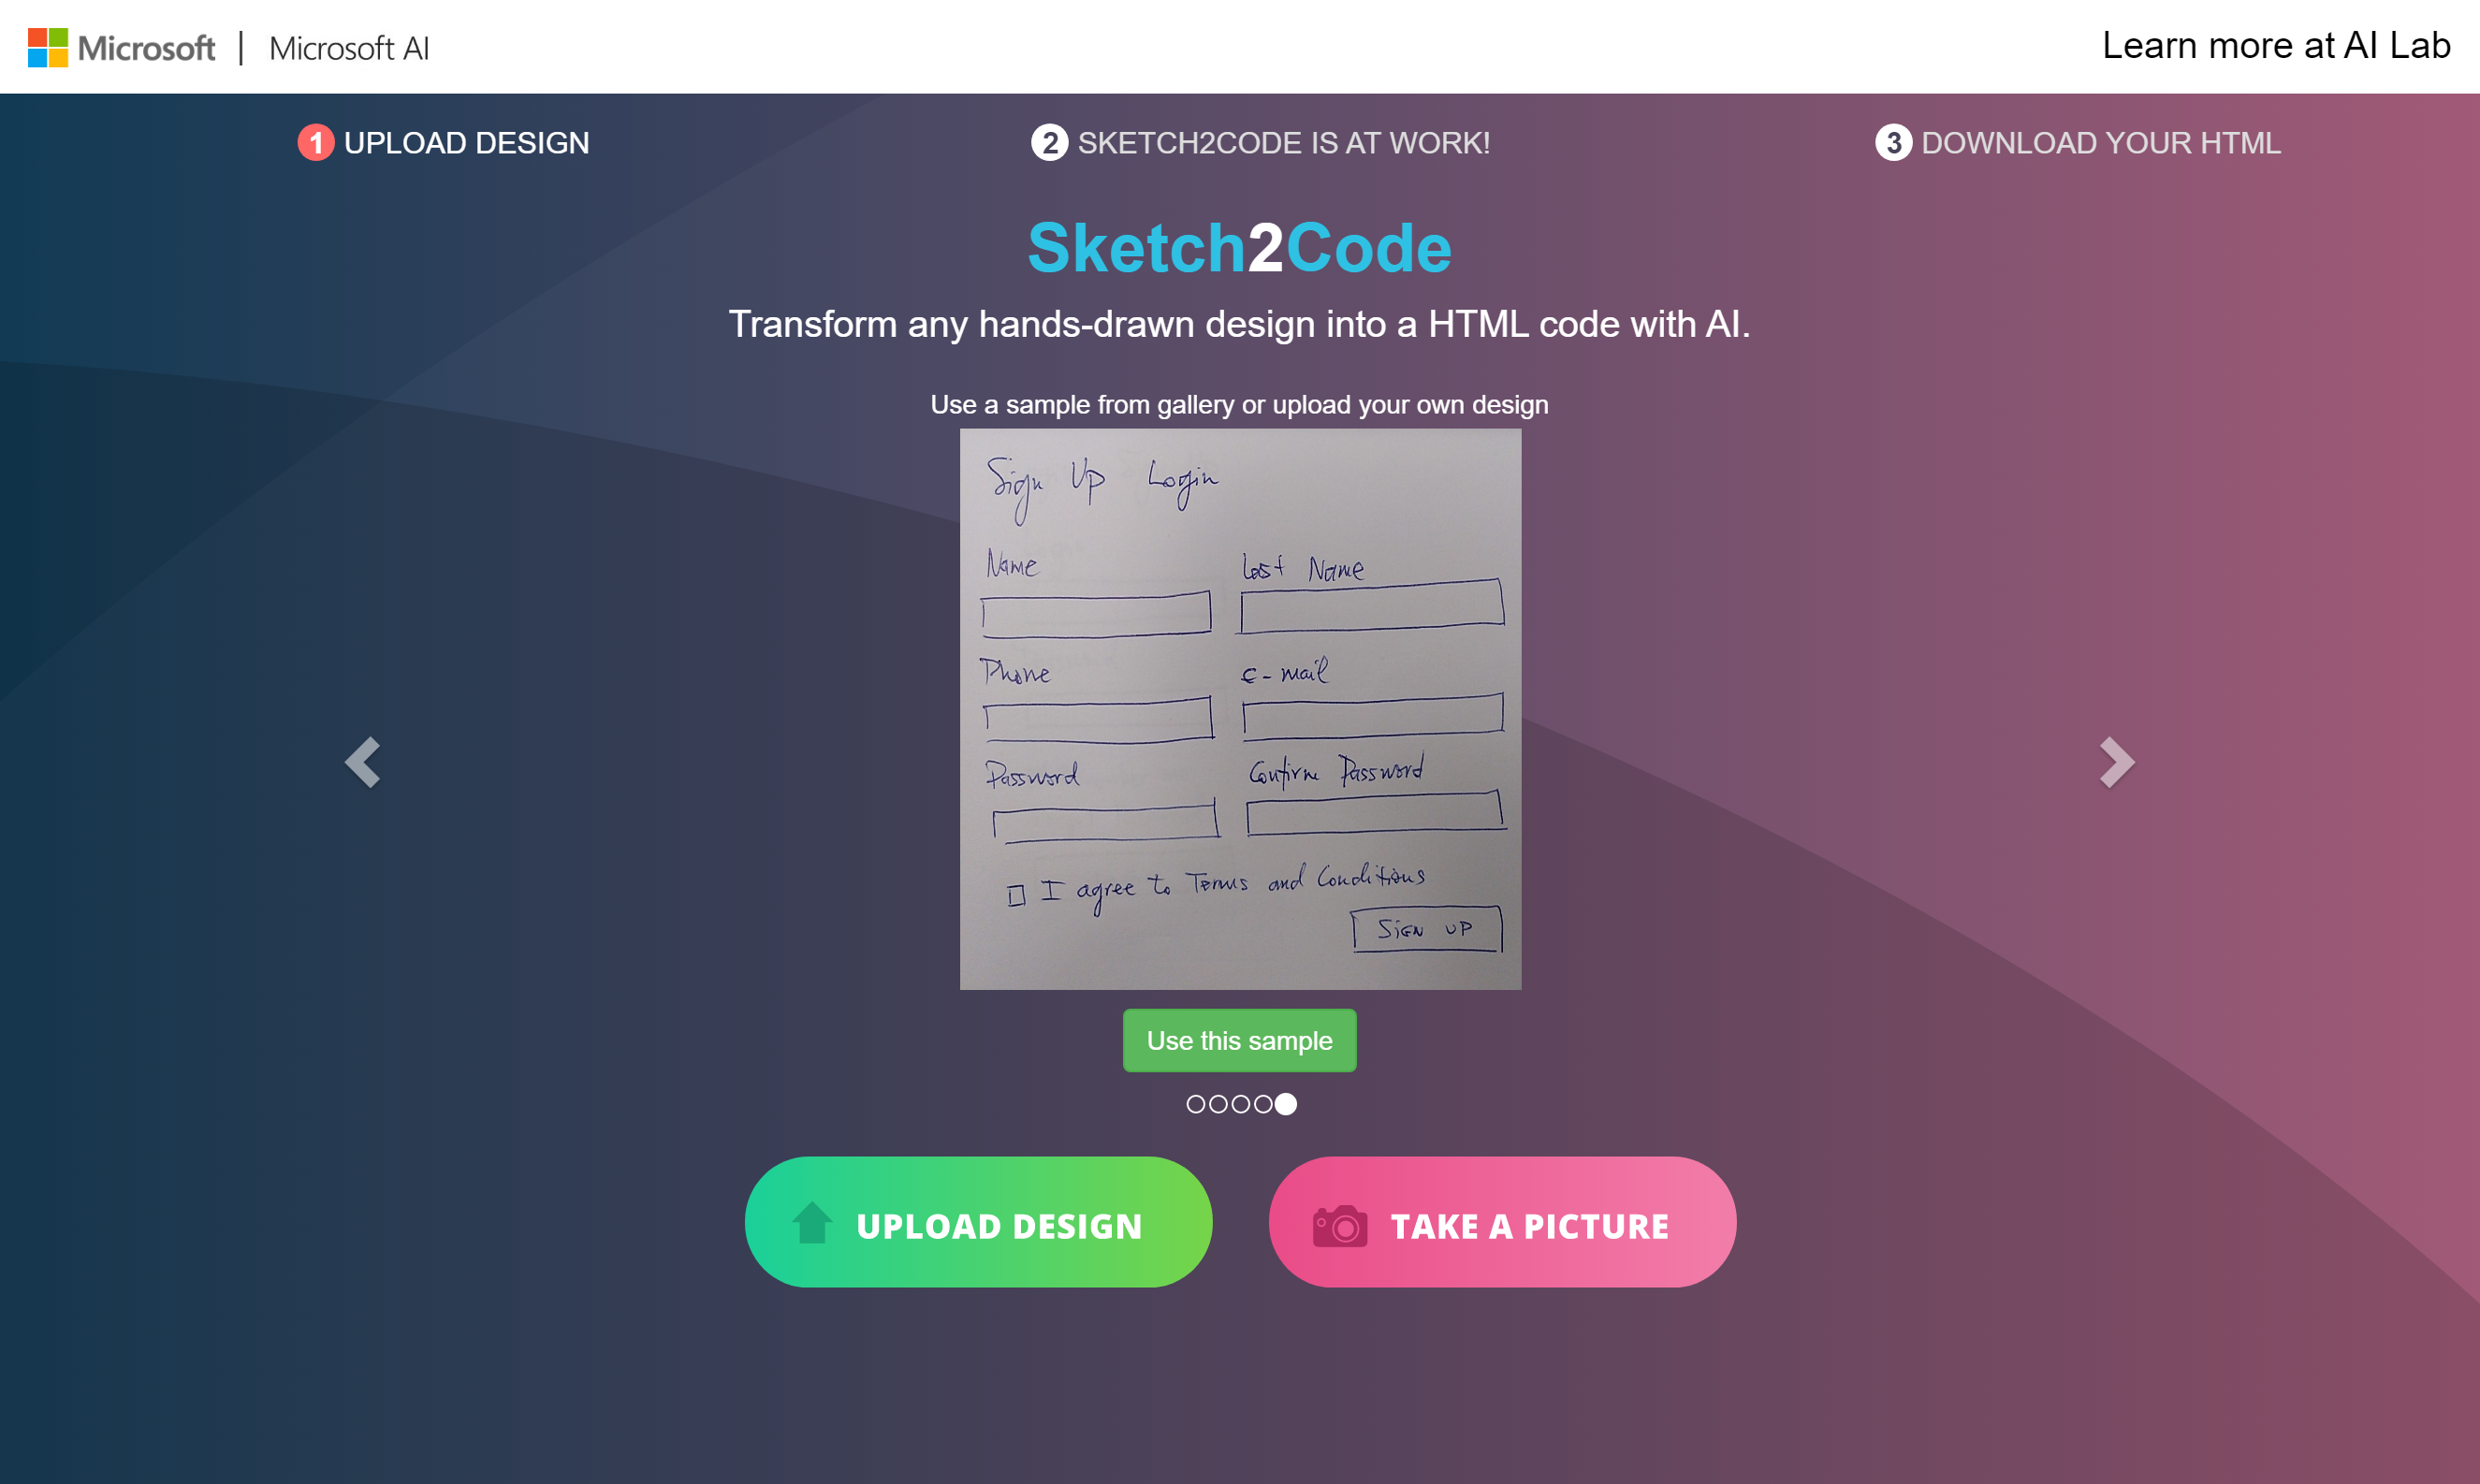 Microsoft | Microsoft AI
Learn more at AI Lab
1 UPLOAD DESIGN
2 SKETCH2CODE IS AT WORK!
3 DOWNLOAD YOUR HTML
Sketch2Code
Transform any hands-drawn design into a HTML code with AI.
Use a sample from gallery or upload your own design
Sign Up Login
Name Last Name
Phone e-mail
Password Confirm Password
I agree to Terms and Conditions
SIGN UP
Use this sample
UPLOAD DESIGN
TAKE A PICTURE